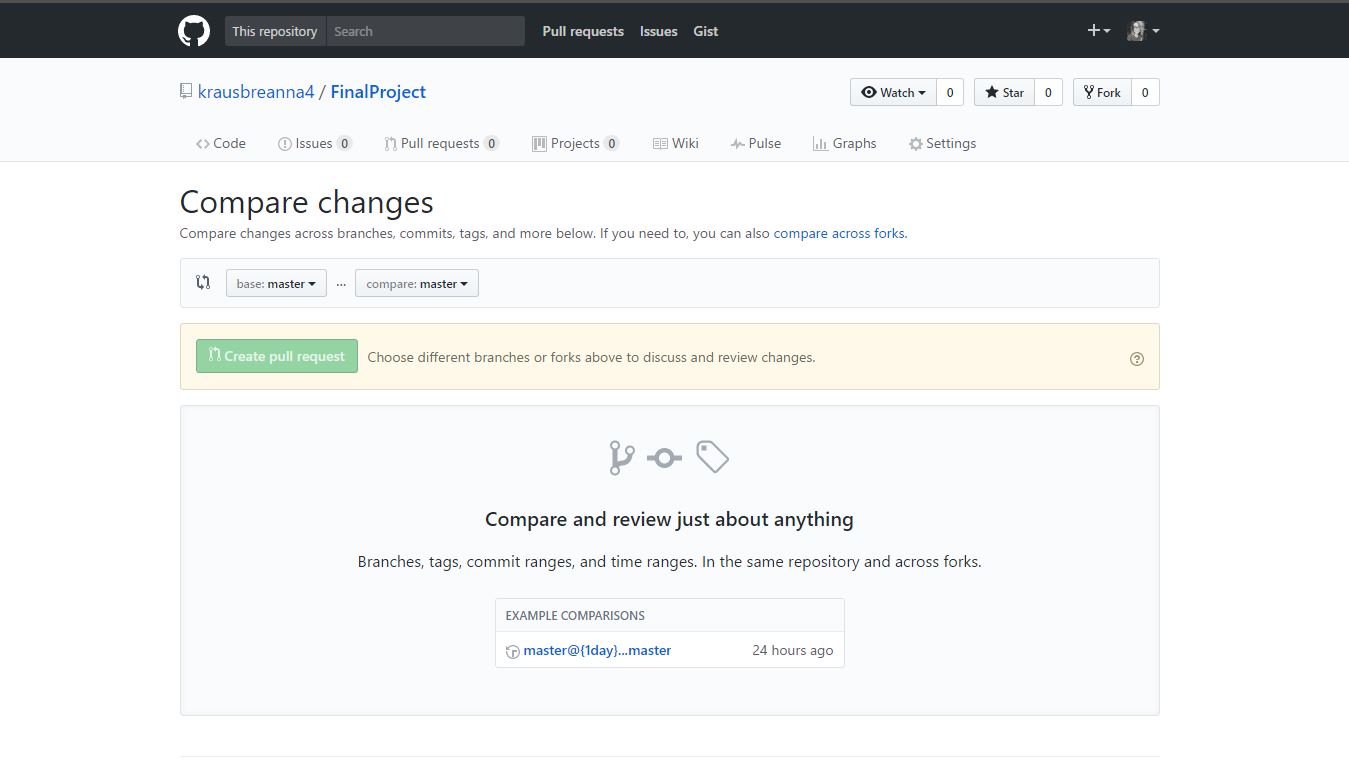 This repository Search Pull requests Issues Gist
krausbreanna4 / FinalProject Watch 0 Star 0 Fork 0
Code Issues 0 Pull requests 0 Projects 0 Wiki Pulse Graphs Settings
Compare changes
Compare changes across branches, commits, tags, and more below. If you need to, you can also compare across forks.
base: master ... compare: master
Create pull request Choose different branches or forks above to discuss and review changes.
Compare and review just about anything
Branches, tags, commit ranges, and time ranges. In the same repository and across forks.
EXAMPLE COMPARISONS
master@{1day}...master 24 hours ago